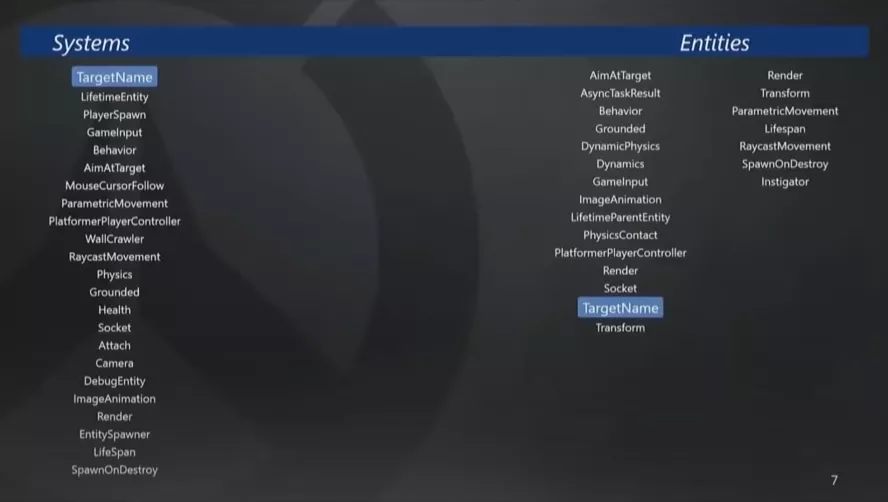 Systems
TargetName
LifetimeEntity
PlayerSpawn
GameInput
Behavior
AimAtTarget
MouseCursorFollow
ParametricMovement
PlatformerPlayerController
WallCrawler
RaycastMovement
Physics
Grounded
Health
Socket
Attach
Camera
DebugEntity
ImageAnimation
Render
EntitySpawner
LifeSpan
SpawnOnDestroy
Entities
AimAtTarget
AsyncTaskResult
Behavior
Grounded
DynamicPhysics
Dynamics
GameInput
ImageAnimation
LifetimeParentEntity
PhysicsContact
PlatformerPlayerController
Render
Socket
TargetName
Transform
Render
Transform
ParametricMovement
Lifespan
RaycastMovement
SpawnOnDestroy
Instigator
7